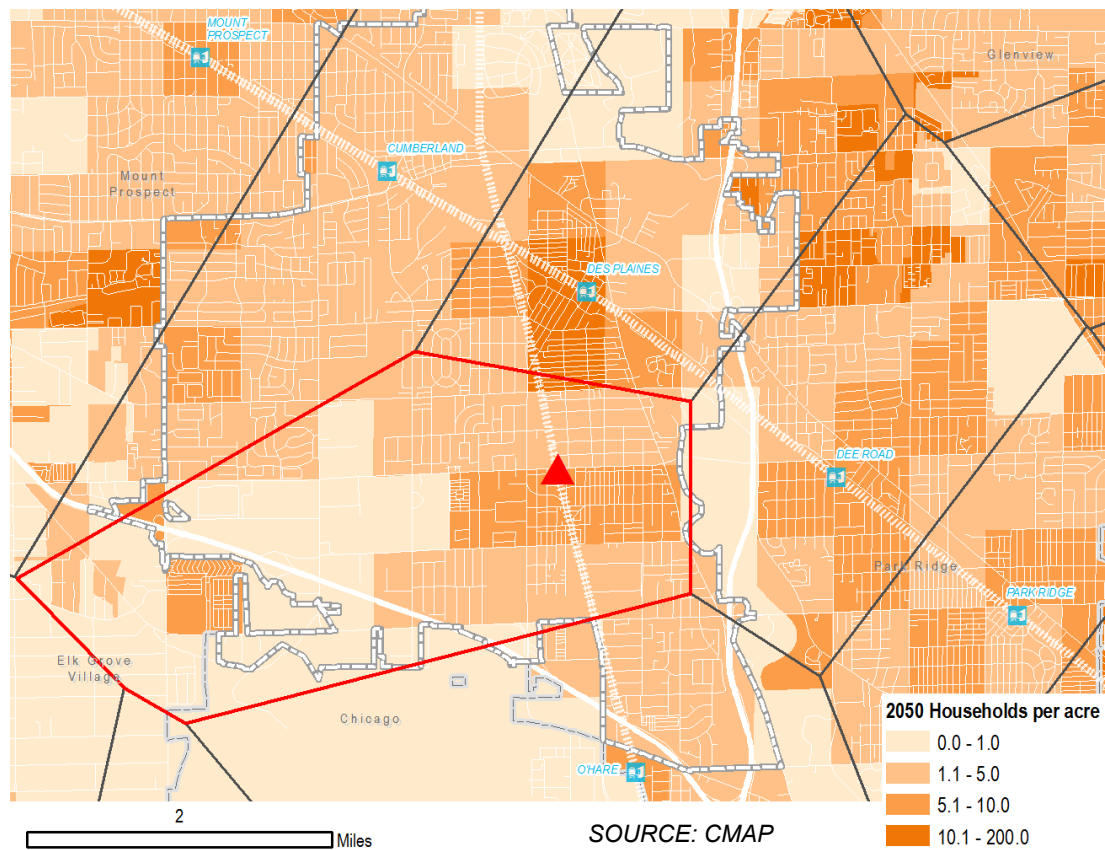 MOUNT
PROSPECT
Glenview
CUMBERLAND
Mount
Prospect
DES PLAINES
DEE ROAD
Park Ridge
PARK RIDGE
Elk Grove
Village
Chicago
O'HARE
2050 Households per acre
0.0 - 1.0
1.1 - 5.0
5.1 - 10.0
10.1 - 200.0
2
Miles
SOURCE: CMAP